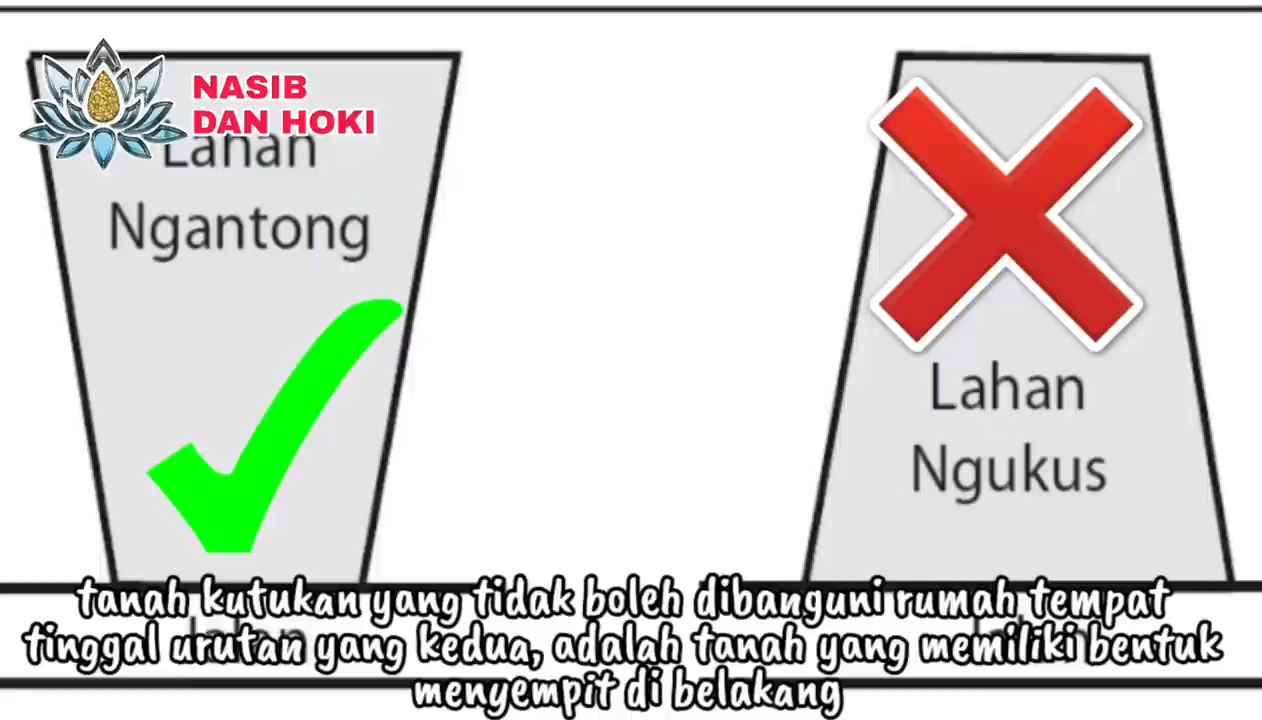 NASIB
DAN HOKI
Lahan
Ngantong
Lahan
Ngukus
tanah kutukan yang tidak boleh dibanguni rumah tempat
tinggal urutan yang kedua, adalah tanah yang memiliki bentuk
menyempit di belakang